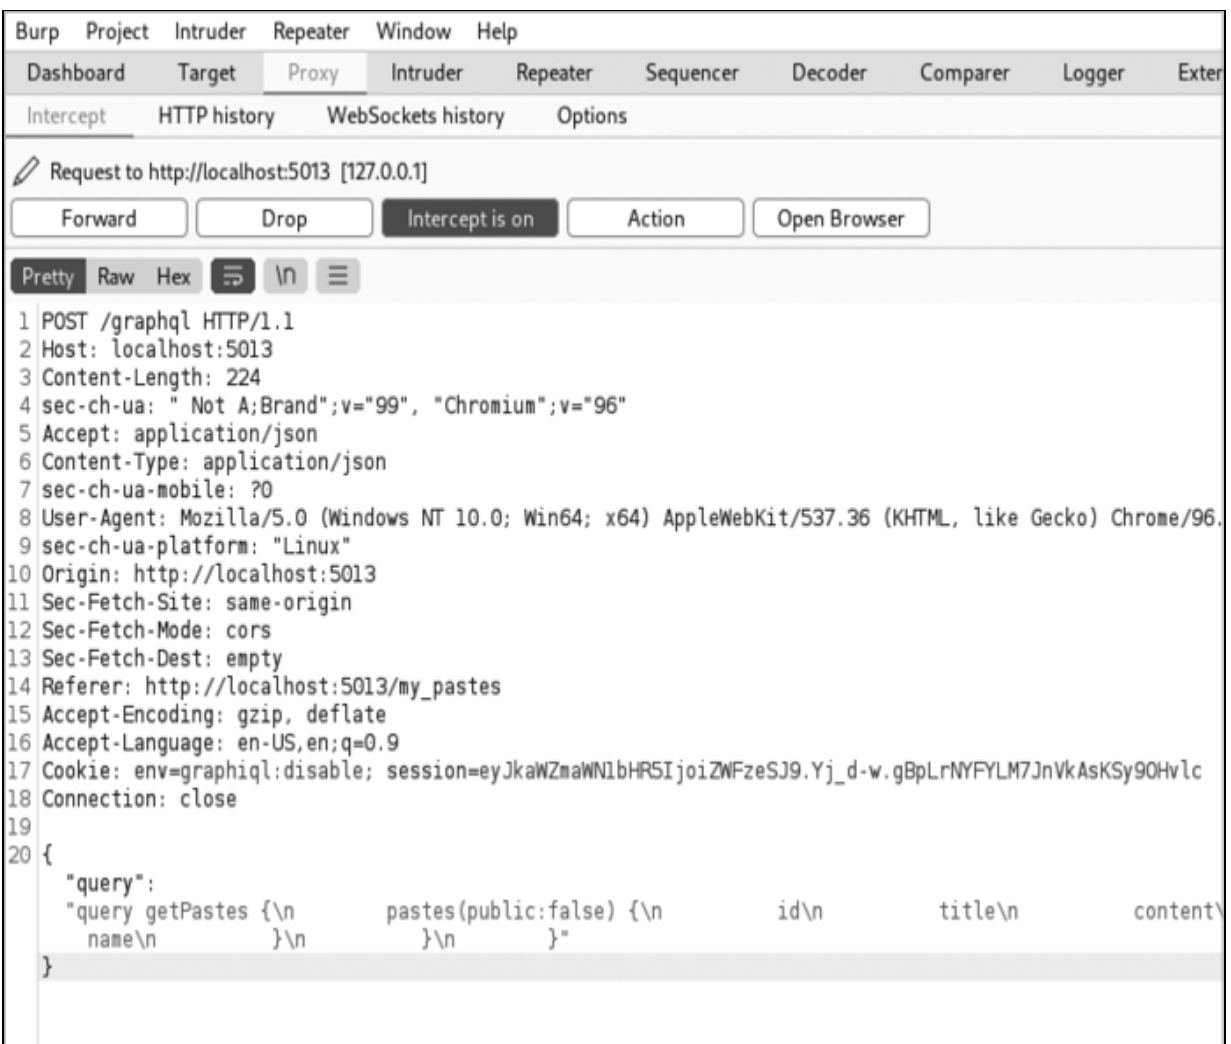 Burp Project Intruder Repeater Window Help
Dashboard Target Proxy Intruder Repeater Sequencer Decoder Comparer Logger Exter
Intercept HTTP history WebSockets history Options
Request to http://localhost:5013 [127.0.0.1]
Forward Drop Intercept is on Action Open Browser
Pretty Raw Hex \n
1 POST /graphql HTTP/1.1
2 Host: localhost:5013
3 Content-Length: 224
4 sec-ch-ua: " Not A;Brand";v="99", "Chromium";v="96"
5 Accept: application/json
6 Content-Type: application/json
7 sec-ch-ua-mobile: ?0
8 User-Agent: Mozilla/5.0 (Windows NT 10.0; Win64; x64) AppleWebKit/537.36 (KHTML, like Gecko) Chrome/96.
9 sec-ch-ua-platform: "Linux"
10 Origin: http://localhost:5013
11 Sec-Fetch-Site: same-origin
12 Sec-Fetch-Mode: cors
13 Sec-Fetch-Dest: empty
14 Referer: http://localhost:5013/my_pastes
15 Accept-Encoding: gzip, deflate
16 Accept-Language: en-US,en;q=0.9
17 Cookie: env=graphiql:disable; session=eyJkaWZmaWN1bHR5IjoiZWFzeSJ9.Yj_d-w.gBpLrNYFYLM7JnVkAsKSy9OHvlc
18 Connection: close
19
20 {
"query":
"query getPastes {\n pastes(public:false) {\n id\n title\n content\
name\n }\n }\n }"
}